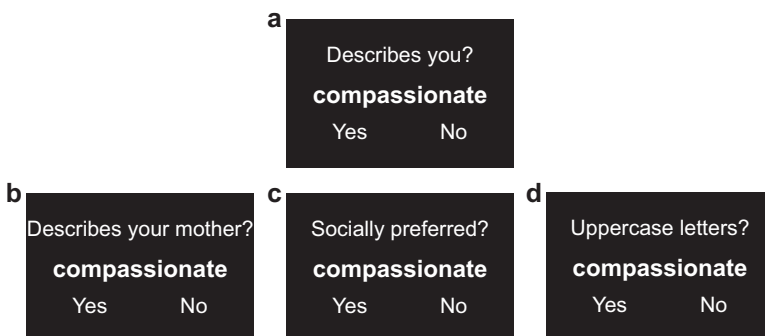 a
Describes you?
compassionate
Yes No
b
Describes your mother?
compassionate
Yes No
c
Socially preferred?
compassionate
Yes No
d
Uppercase letters?
compassionate
Yes No